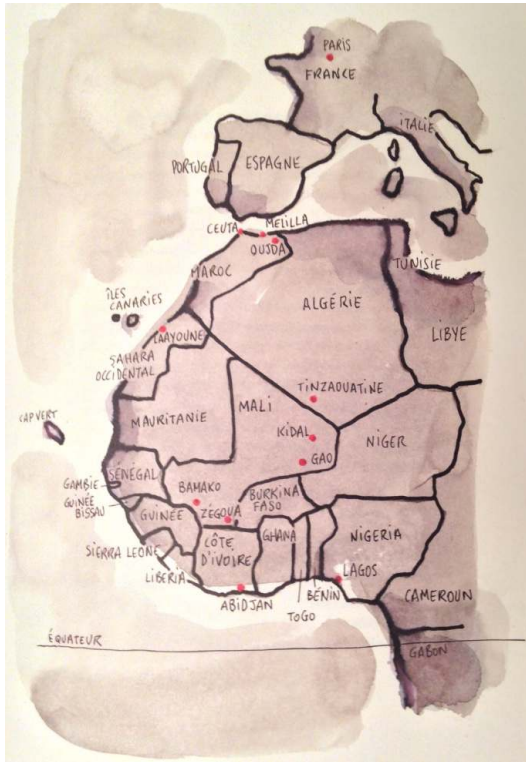 PARIS
FRANCE
ITALIE
PORTUGAL
ESPAGNE
CEUTA
MELILLA
OUJDA
MAROC
TUNISIE
ÎLES
CANARIES
ALGÉRIE
LAAYOUNE
LIBYE
SAHARA
OCCIDENTAL
TINZAOUATINE
MALI
MAURITANIE
CAP VERT
KIDAL
NIGER
GAO
SÉNÉGAL
GAMBIE
BAMAKO
BURKINA
FASO
GUINÉE
BISSAU
GUINÉE
ZEGOUA
CÔTE
D'IVOIRE
GHANA
NIGERIA
SIERRA LEONE
LIBERIA
LAGOS
BÉNIN
ABIDJAN
TOGO
CAMEROUN
ÉQUATEUR
GABON